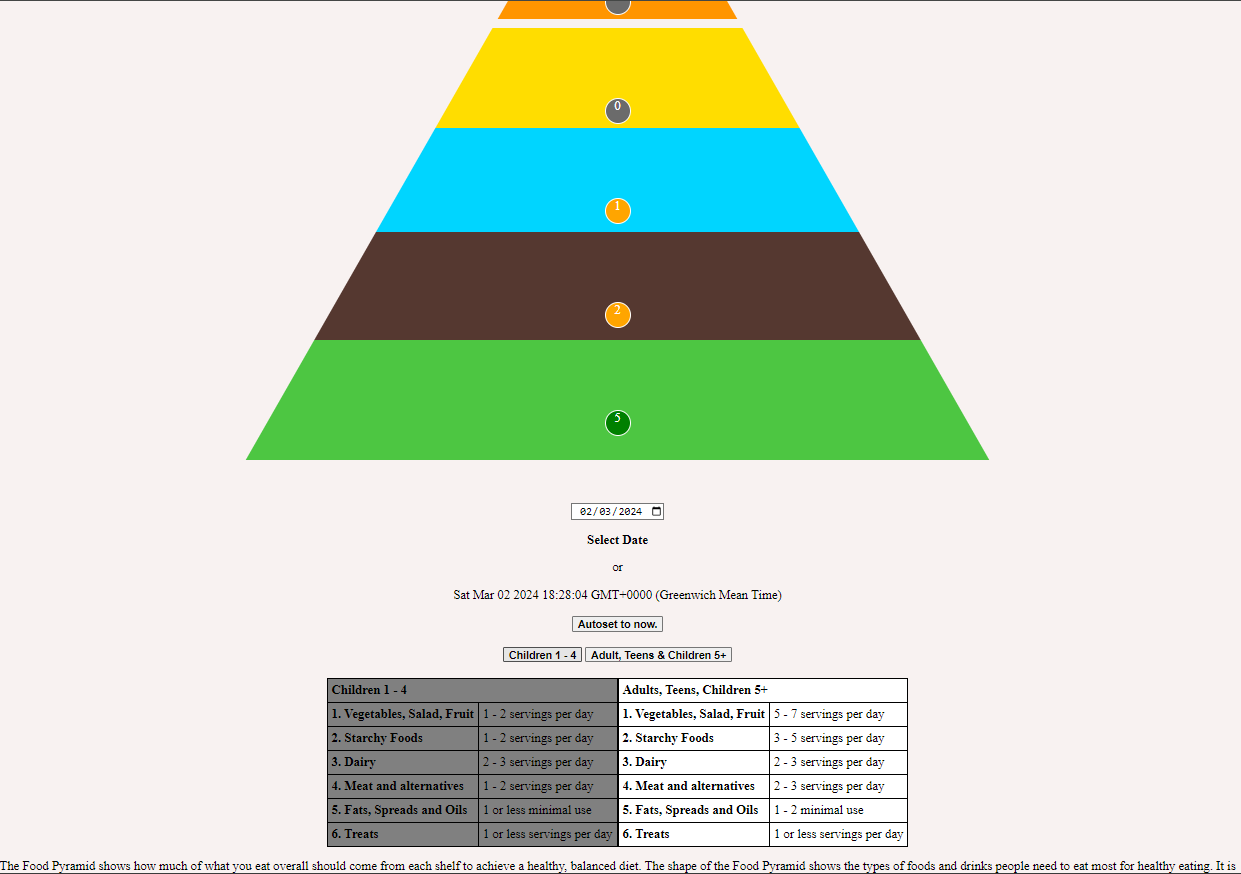 0
1
2
5
02/03/2024
Select Date
or
Sat Mar 02 2024 18:28:04 GMT+0000 (Greenwich Mean Time)
Autoset to now.
Children 1 - 4 Adult, Teens & Children 5+
Children 1 - 4 Adults, Teens, Children 5+
1. Vegetables, Salad, Fruit 1 - 2 servings per day 1. Vegetables, Salad, Fruit 5 - 7 servings per day
2. Starchy Foods 1 - 2 servings per day 2. Starchy Foods 3 - 5 servings per day
3. Dairy 2 - 3 servings per day 3. Dairy 2 - 3 servings per day
4. Meat and alternatives 1 - 2 servings per day 4. Meat and alternatives 2 - 3 servings per day
5. Fats, Spreads and Oils 1 or less minimal use 5. Fats, Spreads and Oils 1 - 2 minimal use
6. Treats 1 or less servings per day 6. Treats 1 or less servings per day
The Food Pyramid shows how much of what you eat overall should come from each shelf to achieve a healthy, balanced diet. The shape of the Food Pyramid shows the types of foods and drinks people need to eat most for healthy eating. It is